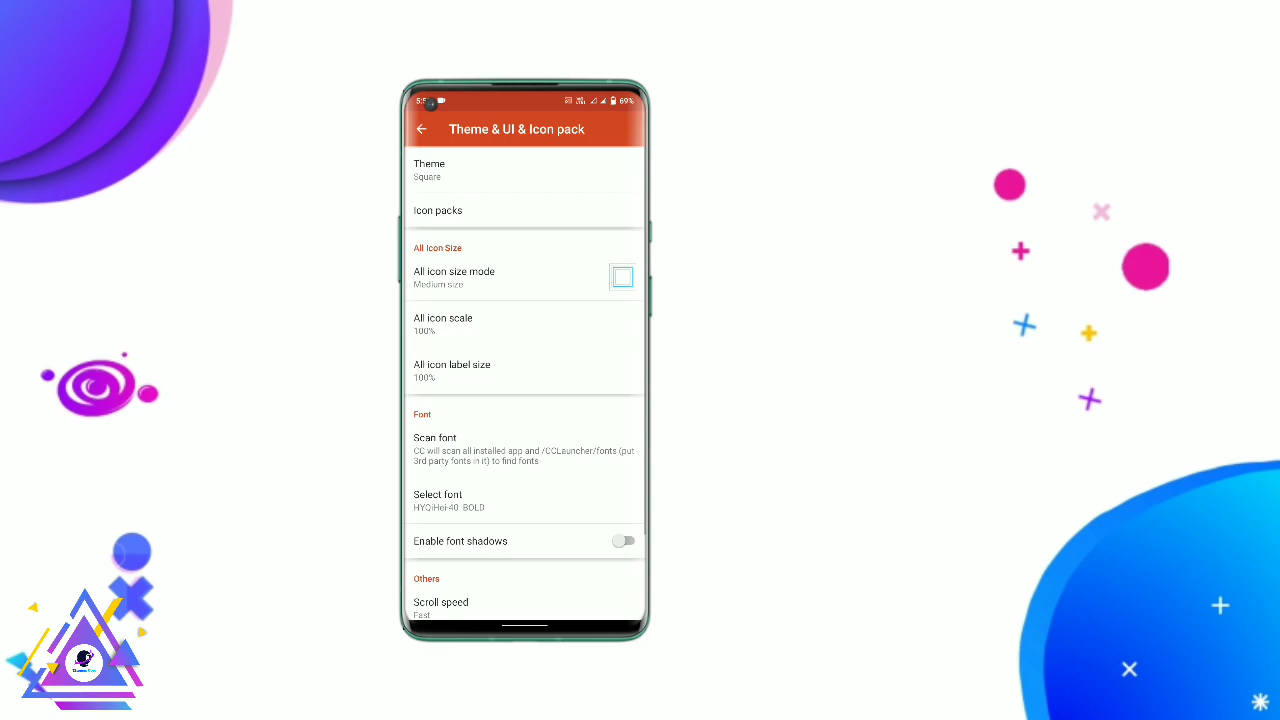 69%
Theme & UI & Icon pack
Theme
Square
Icon packs
All Icon Size
All icon size mode
Medium size
All icon scale
100%
All icon label size
100%
Font
Scan font
CC will scan all installed app and /CCLauncher/fonts (put
3rd party fonts in it) to find fonts
Select font
HYQiHei-40 BOLD
Enable font shadows
Others
Scroll speed
Fast